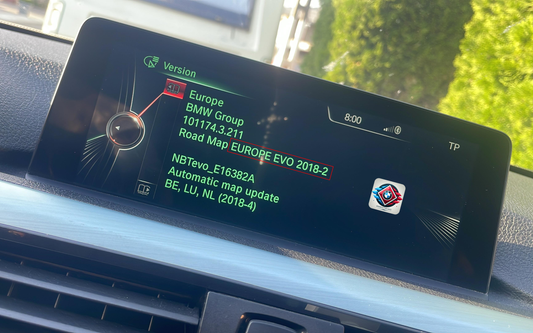 Version
Europe
BMW Group
101174.3.211
Road Map EUROPE EVO 2018-2
NBTevo_E16382A
Automatic map update
BE, LU, NL (2018-4)
8:00
TP